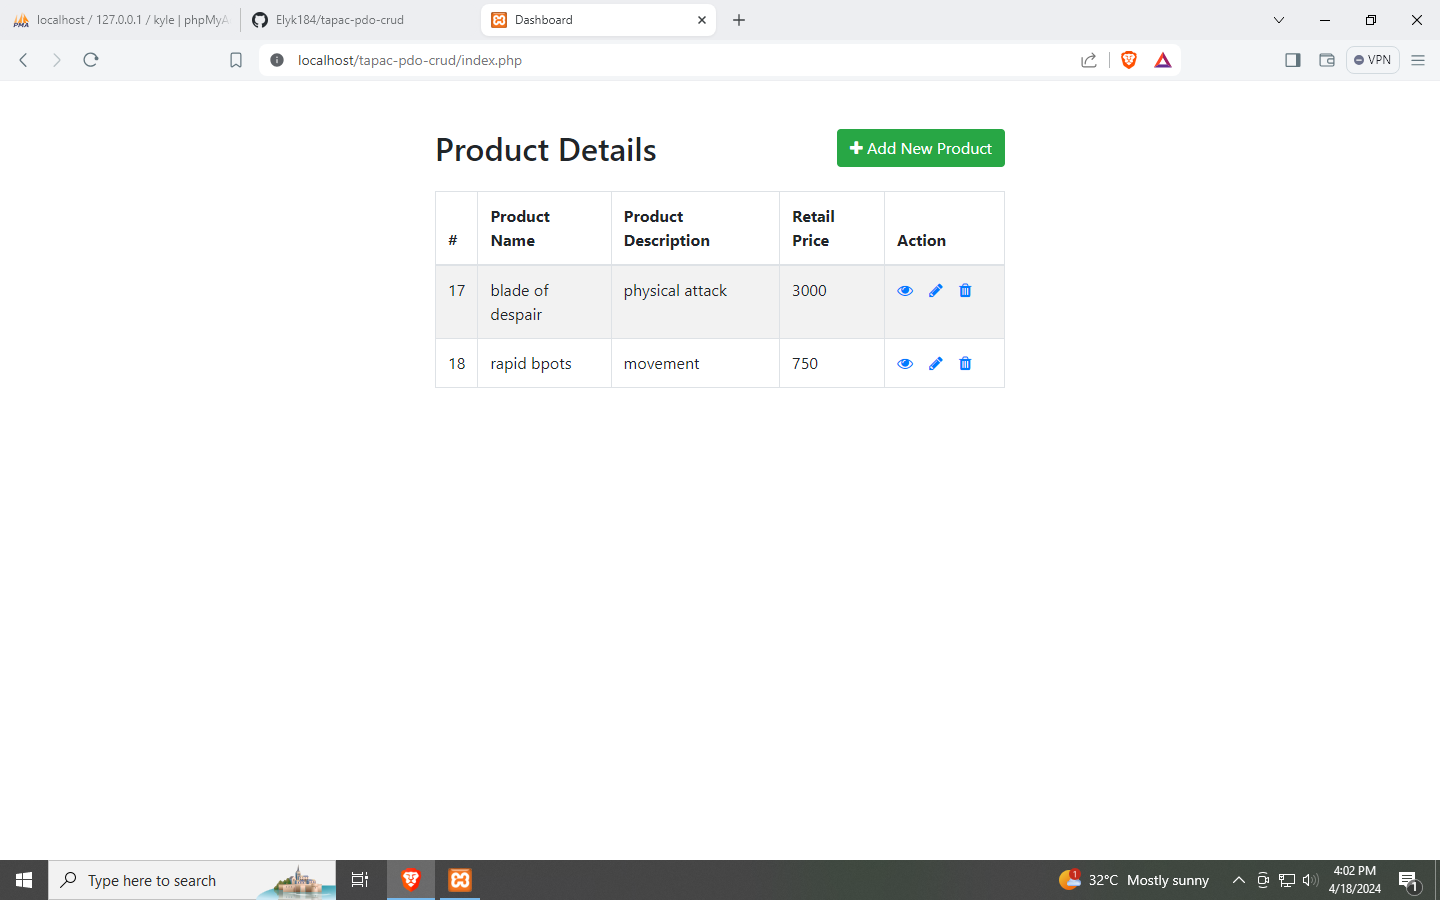 localhost / 127.0.0.1 / kyle | phpMyA
Elyk184/tapac-pdo-crud
Dashboard
localhost/tapac-pdo-crud/index.php
VPN
Product Details
Add New Product
#
Product Name
Product Description
Retail Price
Action
17
blade of despair
physical attack
3000
18
rapid bpots
movement
750
Type here to search
1
32°C Mostly sunny
4:02 PM
4/18/2024
1